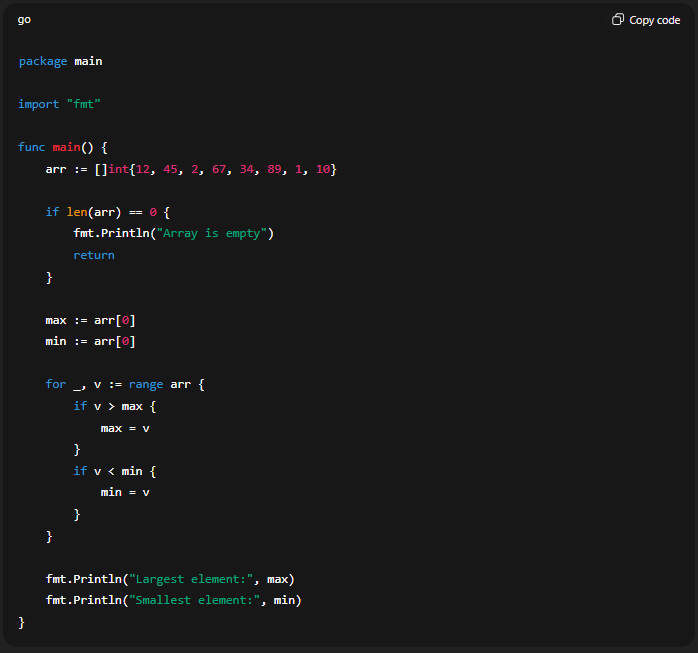 go
Copy code
package main
import "fmt"
func main() {
    arr := []int{12, 45, 2, 67, 34, 89, 1, 10}
    if len(arr) == 0 {
        fmt.Println("Array is empty")
        return
    }
    max := arr[0]
    min := arr[0]
    for _, v := range arr {
        if v > max {
            max = v
        }
        if v < min {
            min = v
        }
    }
    fmt.Println("Largest element:", max)
    fmt.Println("Smallest element:", min)
}